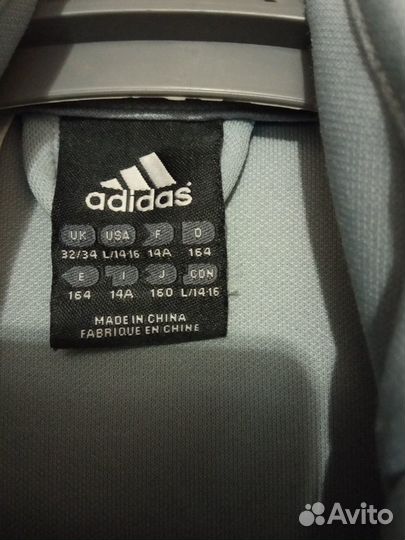 adidas
UK USA F D
32/34 L/14-16 14A 164
E I J CDN
164 14A 160 L/14-16
MADE IN CHINA
FABRIQUE EN CHINE
Avito